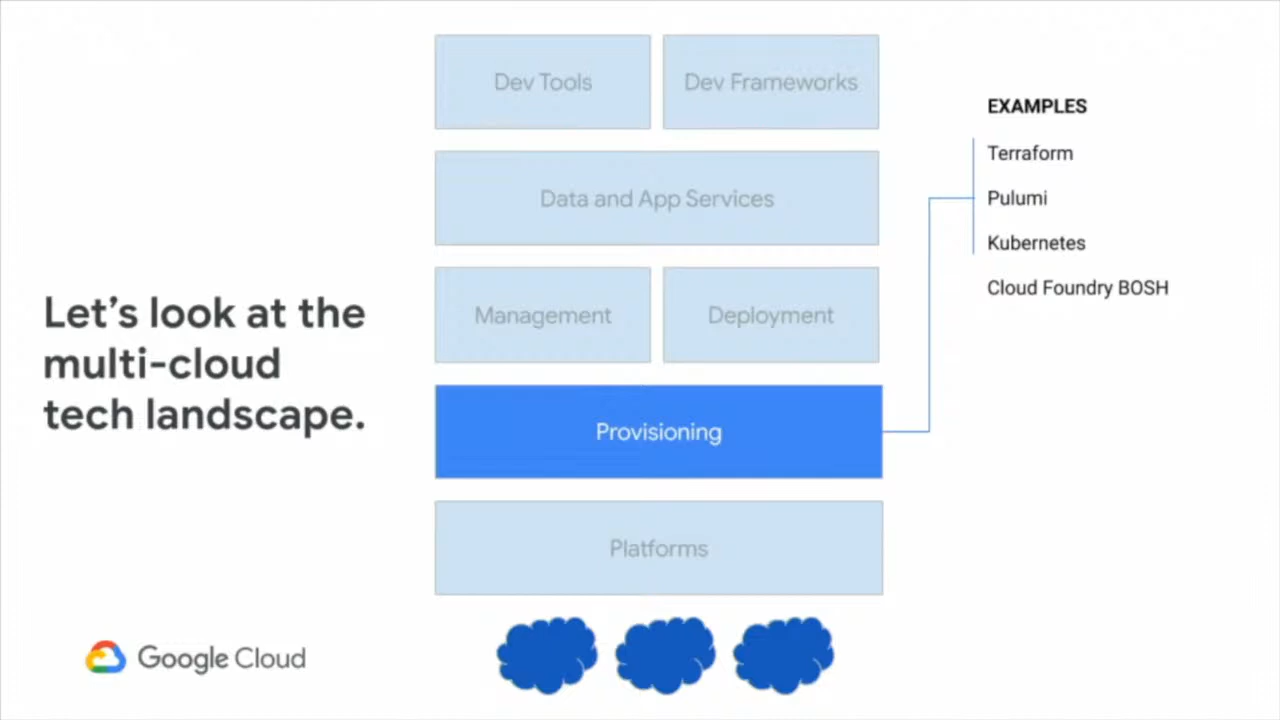 Let's look at the
multi-cloud
tech landscape.
Dev Tools
Dev Frameworks
Data and App Services
Management
Deployment
Provisioning
Platforms
EXAMPLES
Terraform
Pulumi
Kubernetes
Cloud Foundry BOSH
Google Cloud